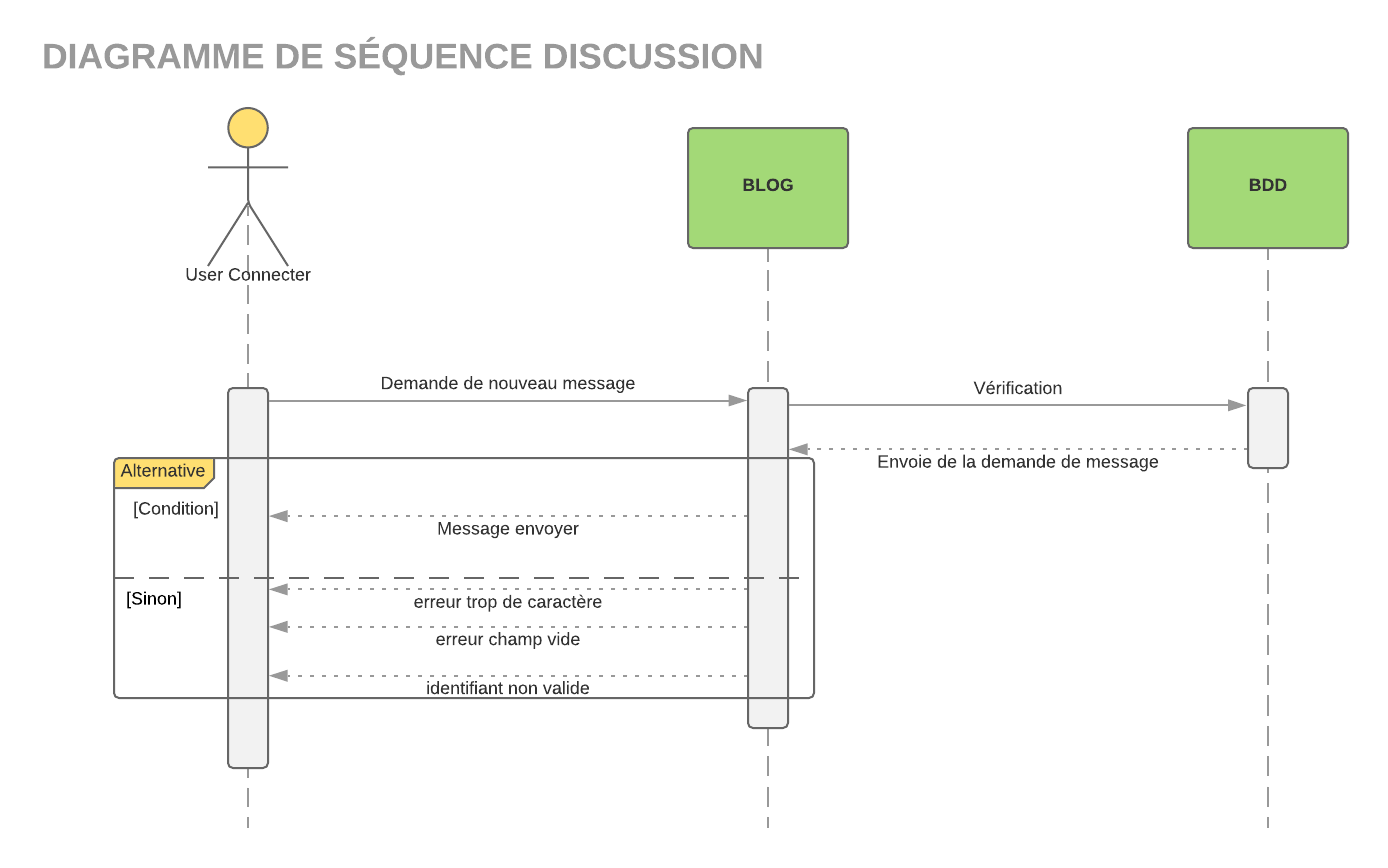 DIAGRAMME DE SÉQUENCE DISCUSSION
BLOG
BDD
User Connecter
Demande de nouveau message
Vérification
Envoie de la demande de message
Alternative
[Condition]
Message envoyer
[Sinon]
erreur trop de caractère
erreur champ vide
identifiant non valide